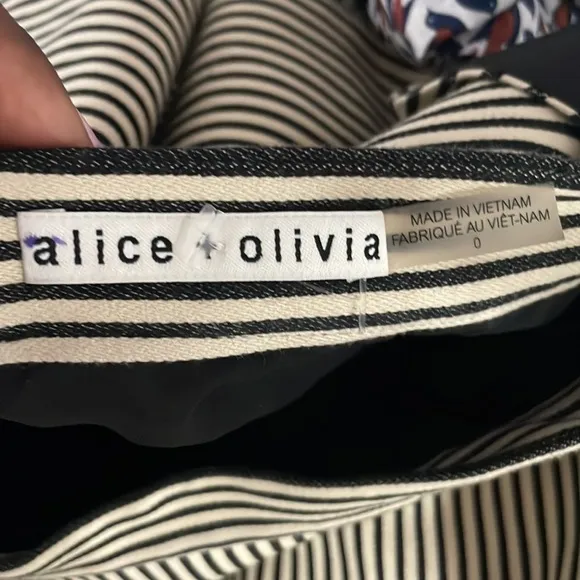 alice + olivia
MADE IN VIETNAM
FABRIQUÉ AU VIÊT-NAM
0